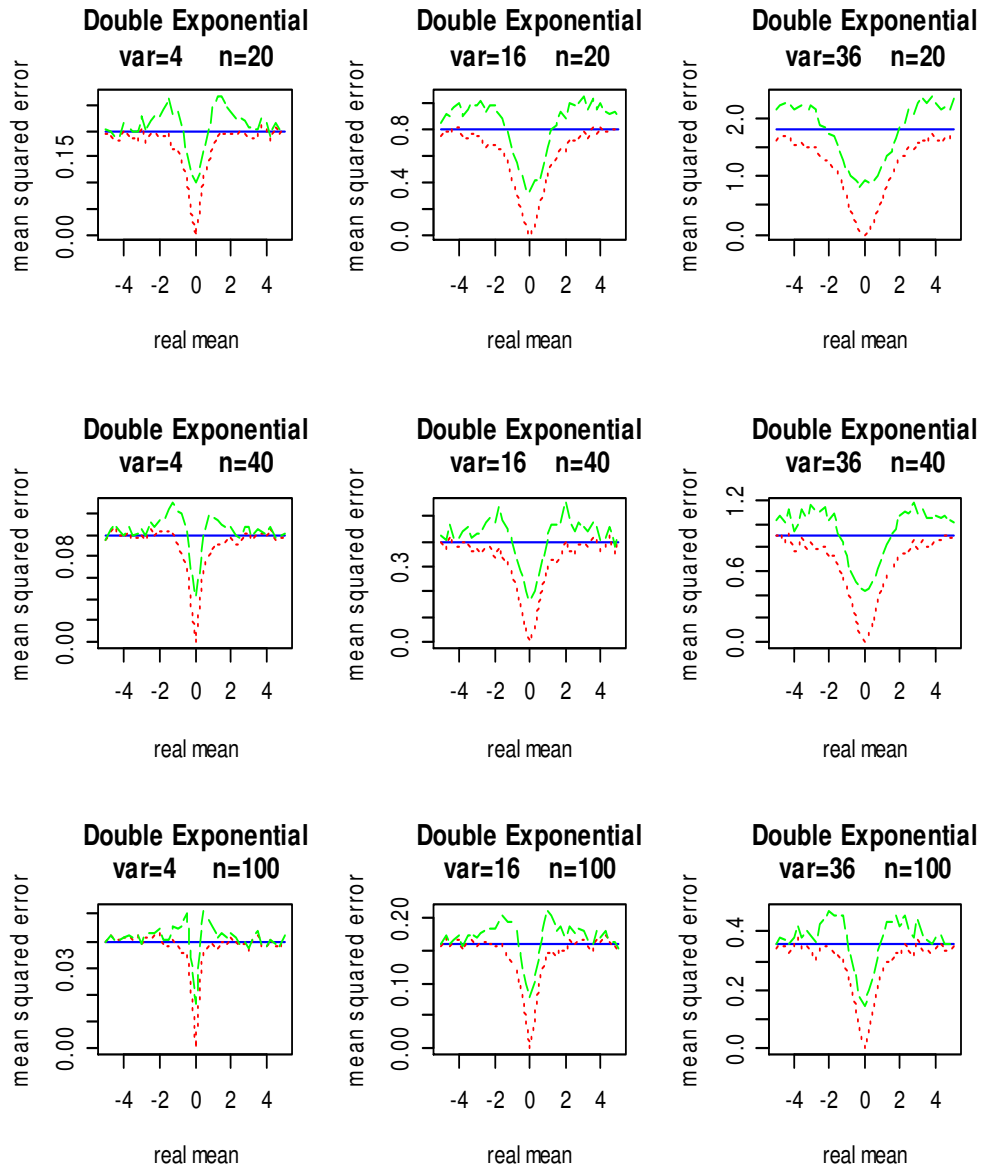 Double Exponential
var=4 n=20
mean squared error
0.00 0.15
-4 -2 0 2 4
real mean
Double Exponential
var=16 n=20
mean squared error
0.0 0.4 0.8
-4 -2 0 2 4
real mean
Double Exponential
var=36 n=20
mean squared error
0.0 1.0 2.0
-4 -2 0 2 4
real mean
Double Exponential
var=4 n=40
mean squared error
0.00 0.08
-4 -2 0 2 4
real mean
Double Exponential
var=16 n=40
mean squared error
0.0 0.3
-4 -2 0 2 4
real mean
Double Exponential
var=36 n=40
mean squared error
0.0 0.6 1.2
-4 -2 0 2 4
real mean
Double Exponential
var=4 n=100
mean squared error
0.00 0.03
-4 -2 0 2 4
real mean
Double Exponential
var=16 n=100
mean squared error
0.00 0.10 0.20
-4 -2 0 2 4
real mean
Double Exponential
var=36 n=100
mean squared error
0.0 0.2 0.4
-4 -2 0 2 4
real mean